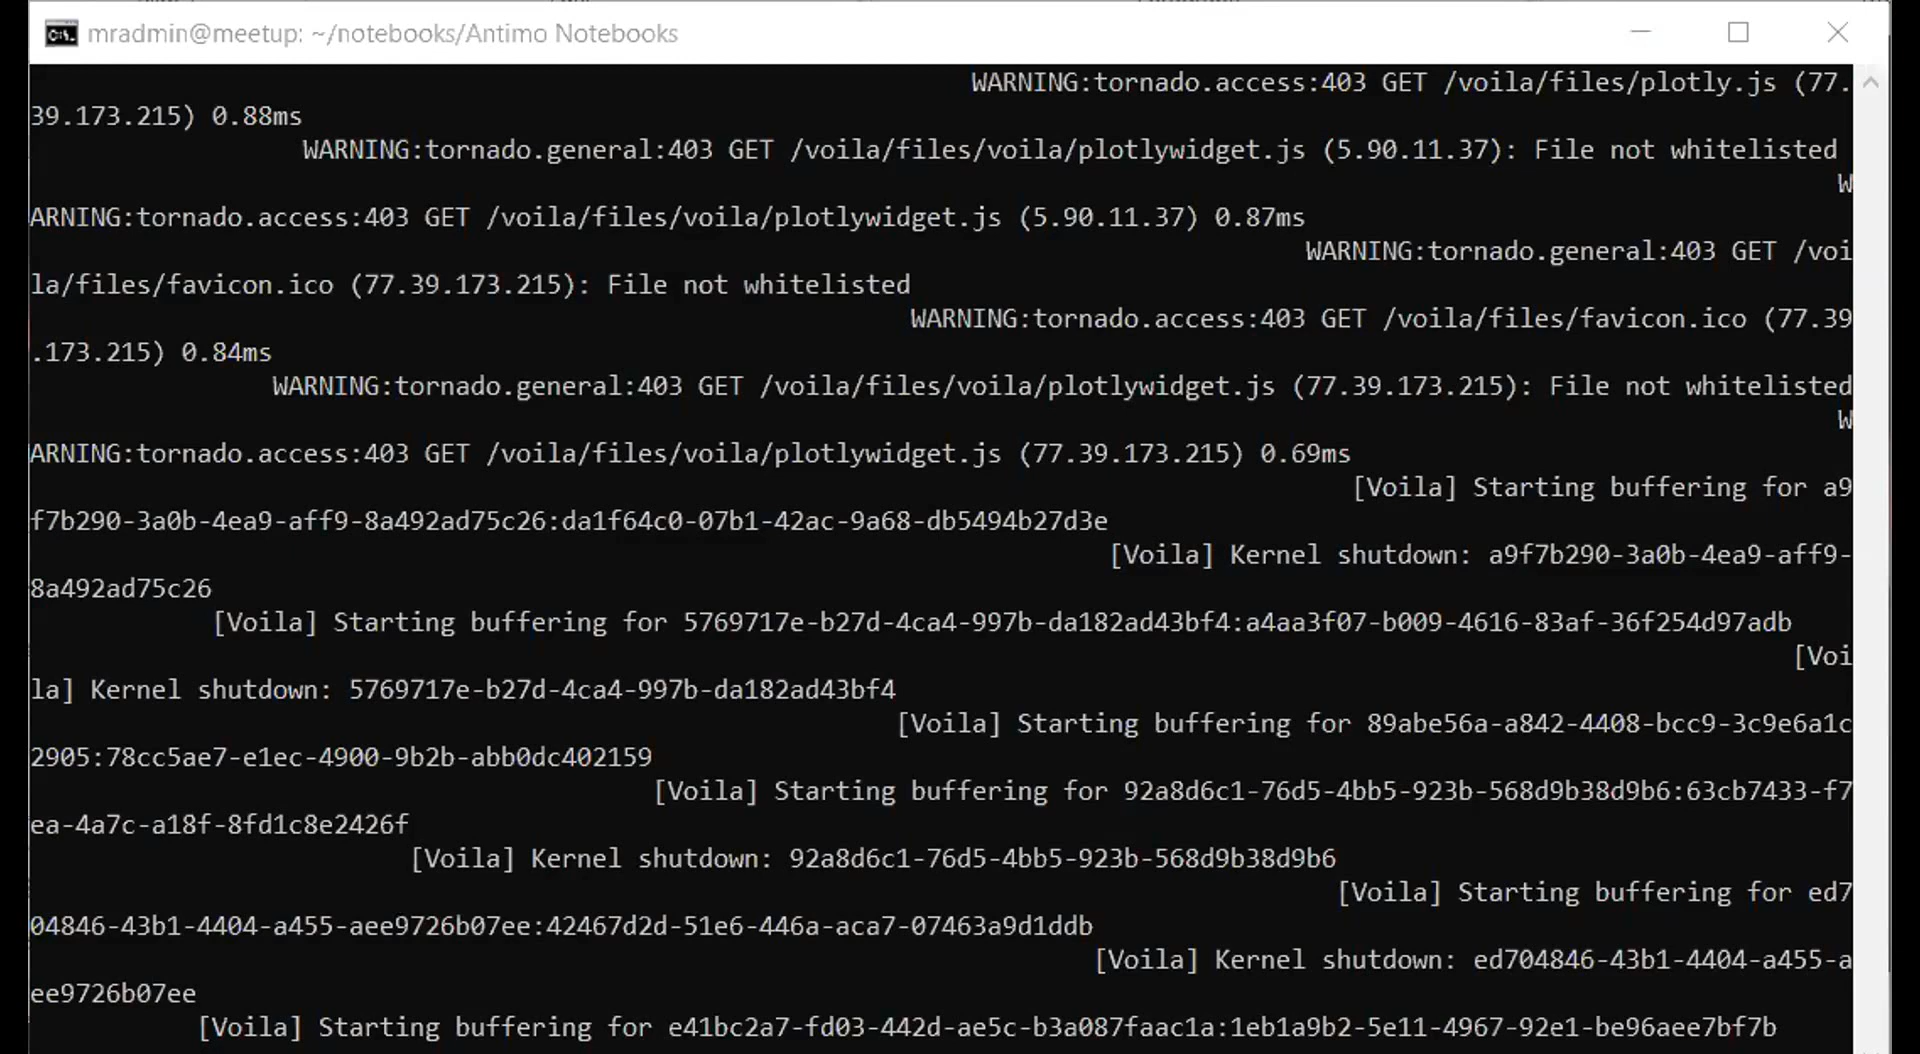 mradmin@meetup: ~/notebooks/Antimo Notebooks
WARNING:tornado.access:403 GET /voila/files/plotly.js (77.
39.173.215) 0.88ms
WARNING:tornado.general:403 GET /voila/files/voila/plotlywidget.js (5.90.11.37): File not whitelisted
W
ARNING:tornado.access:403 GET /voila/files/voila/plotlywidget.js (5.90.11.37) 0.87ms
WARNING:tornado.general:403 GET /voi
la/files/favicon.ico (77.39.173.215): File not whitelisted
WARNING:tornado.access:403 GET /voila/files/favicon.ico (77.39
.173.215) 0.84ms
WARNING:tornado.general:403 GET /voila/files/voila/plotlywidget.js (77.39.173.215): File not whitelisted
W
ARNING:tornado.access:403 GET /voila/files/voila/plotlywidget.js (77.39.173.215) 0.69ms
[Voila] Starting buffering for a9
f7b290-3a0b-4ea9-aff9-8a492ad75c26:da1f64c0-07b1-42ac-9a68-db5494b27d3e
[Voila] Kernel shutdown: a9f7b290-3a0b-4ea9-aff9-
8a492ad75c26
[Voila] Starting buffering for 5769717e-b27d-4ca4-997b-da182ad43bf4:a4aa3f07-b009-4616-83af-36f254d97adb
[Voi
la] Kernel shutdown: 5769717e-b27d-4ca4-997b-da182ad43bf4
[Voila] Starting buffering for 89abe56a-a842-4408-bcc9-3c9e6a1c
2905:78cc5ae7-e1ec-4900-9b2b-abb0dc402159
[Voila] Starting buffering for 92a8d6c1-76d5-4bb5-923b-568d9b38d9b6:63cb7433-f7
ea-4a7c-a18f-8fd1c8e2426f
[Voila] Kernel shutdown: 92a8d6c1-76d5-4bb5-923b-568d9b38d9b6
[Voila] Starting buffering for ed7
04846-43b1-4404-a455-aee9726b07ee:42467d2d-51e6-446a-aca7-07463a9d1ddb
[Voila] Kernel shutdown: ed704846-43b1-4404-a455-a
ee9726b07ee
[Voila] Starting buffering for e41bc2a7-fd03-442d-ae5c-b3a087faac1a:1eb1a9b2-5e11-4967-92e1-be96aee7bf7b